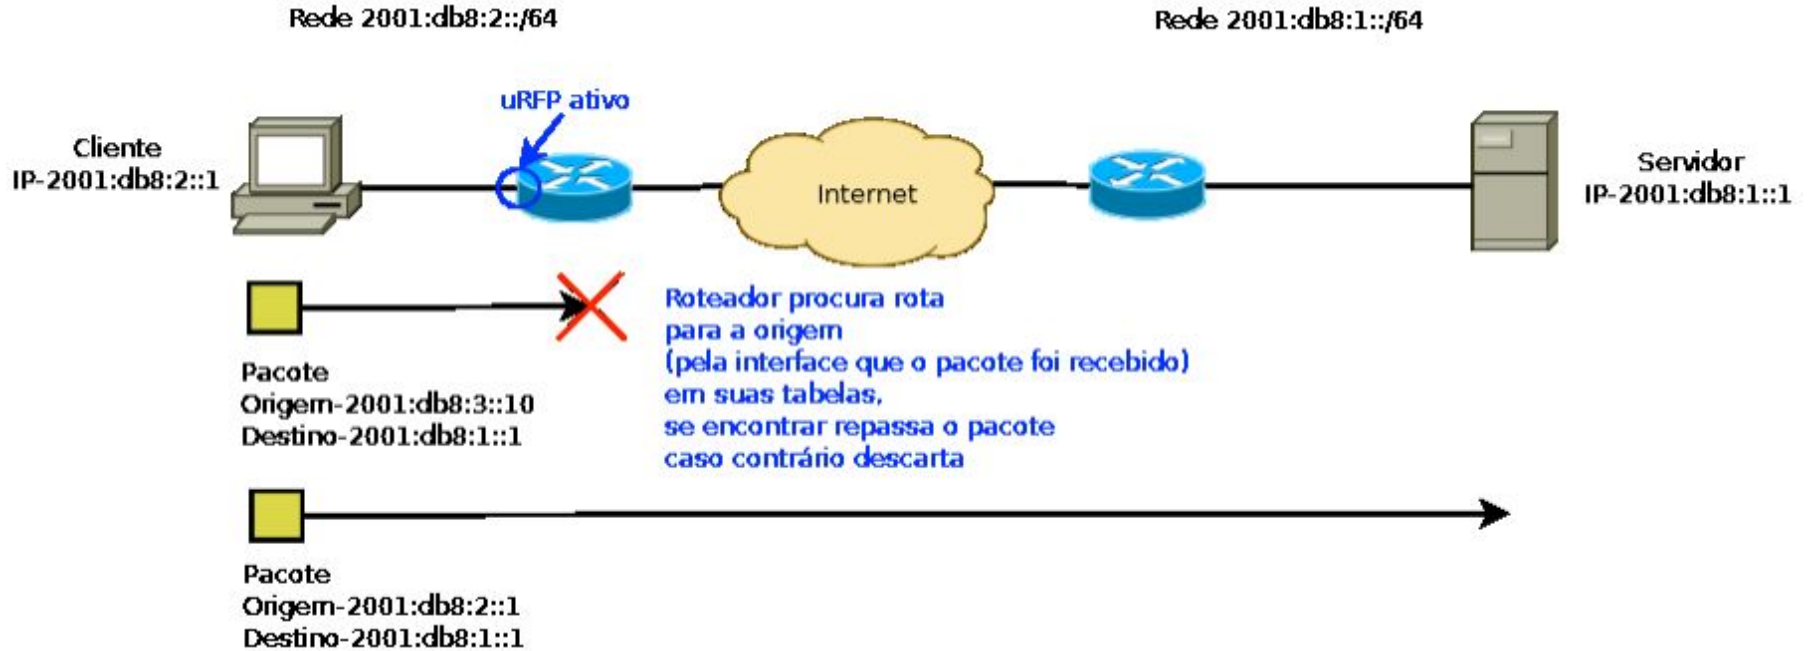 Rede 2001:db8:2::/64
Rede 2001:db8:1::/64
uRFP ativo
Cliente
IP-2001:db8:2::1
Internet
Servidor
IP-2001:db8:1::1
Roteador procura rota
para a origem
(pela interface que o pacote foi recebido)
em suas tabelas,
se encontrar repassa o pacote
caso contrário descarta
Pacote
Origem-2001:db8:3::10
Destino-2001:db8:1::1
Pacote
Origem-2001:db8:2::1
Destino-2001:db8:1::1